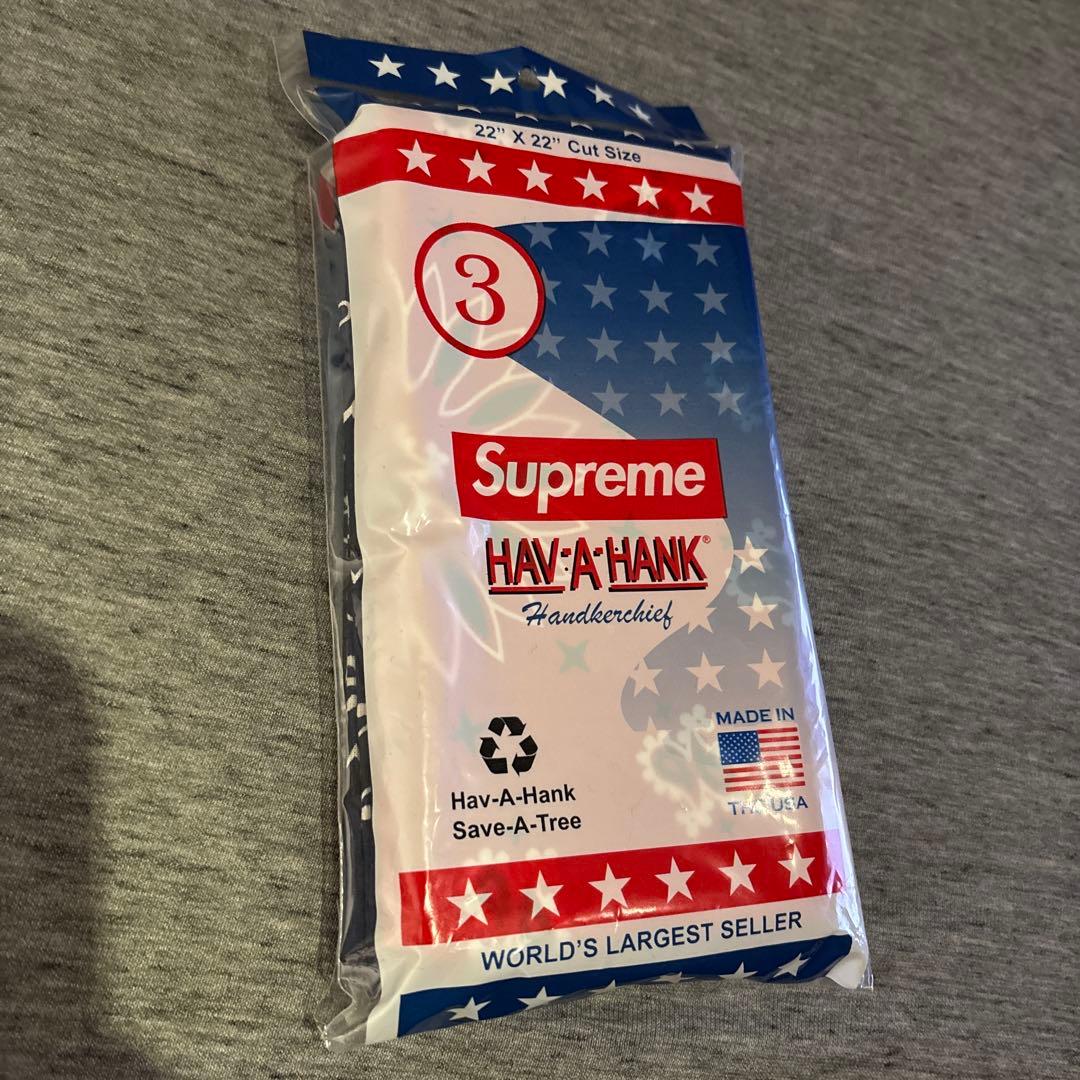 22" X 22" Cut Size
3
Supreme
HAV-A-HANK®
Handkerchief
MADE IN
THE USA
Hav-A-Hank
Save-A-Tree
WORLD'S LARGEST SELLER